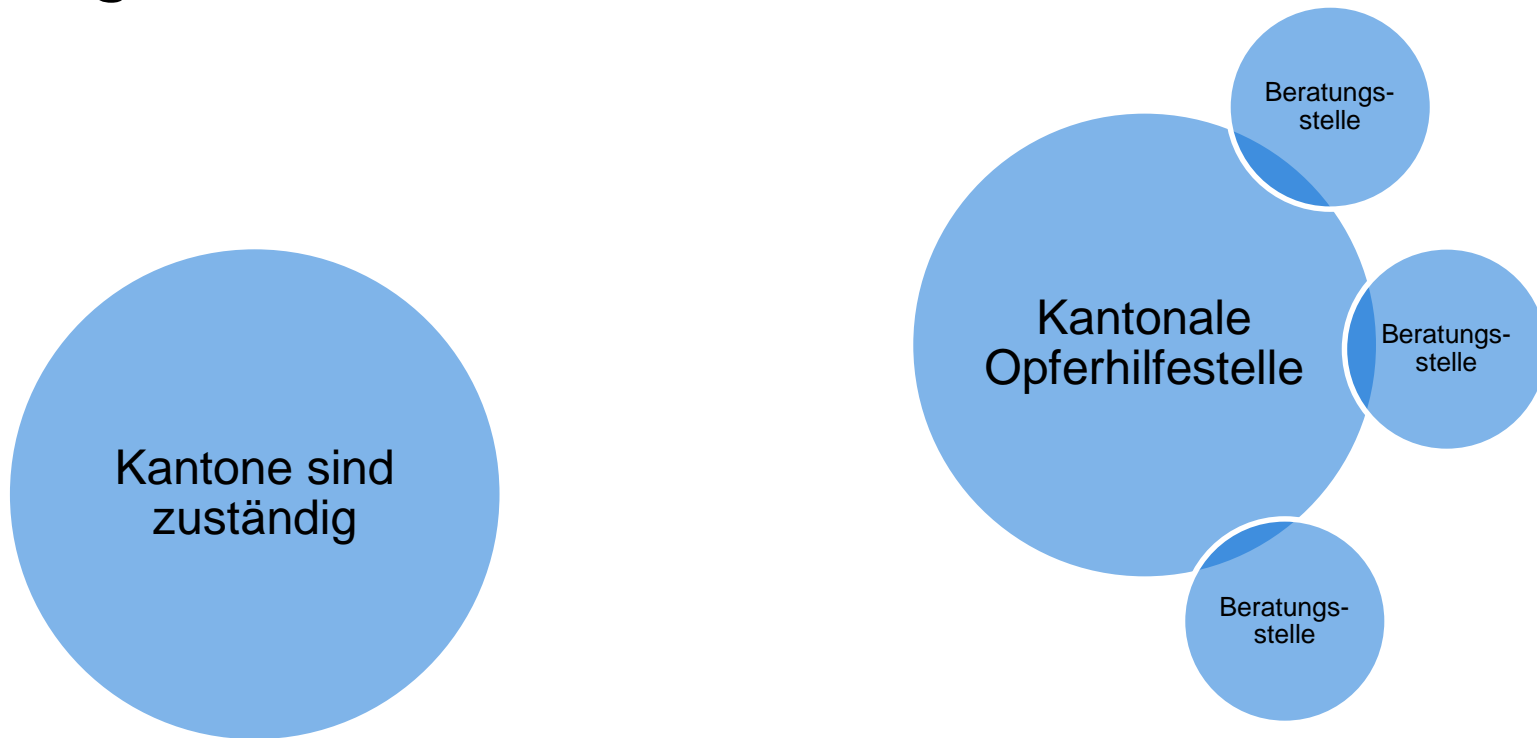 Kantone sind
zuständig
Kantonale
Opferhilfestelle
Beratungs-
stelle
Beratungs-
stelle
Beratungs-
stelle